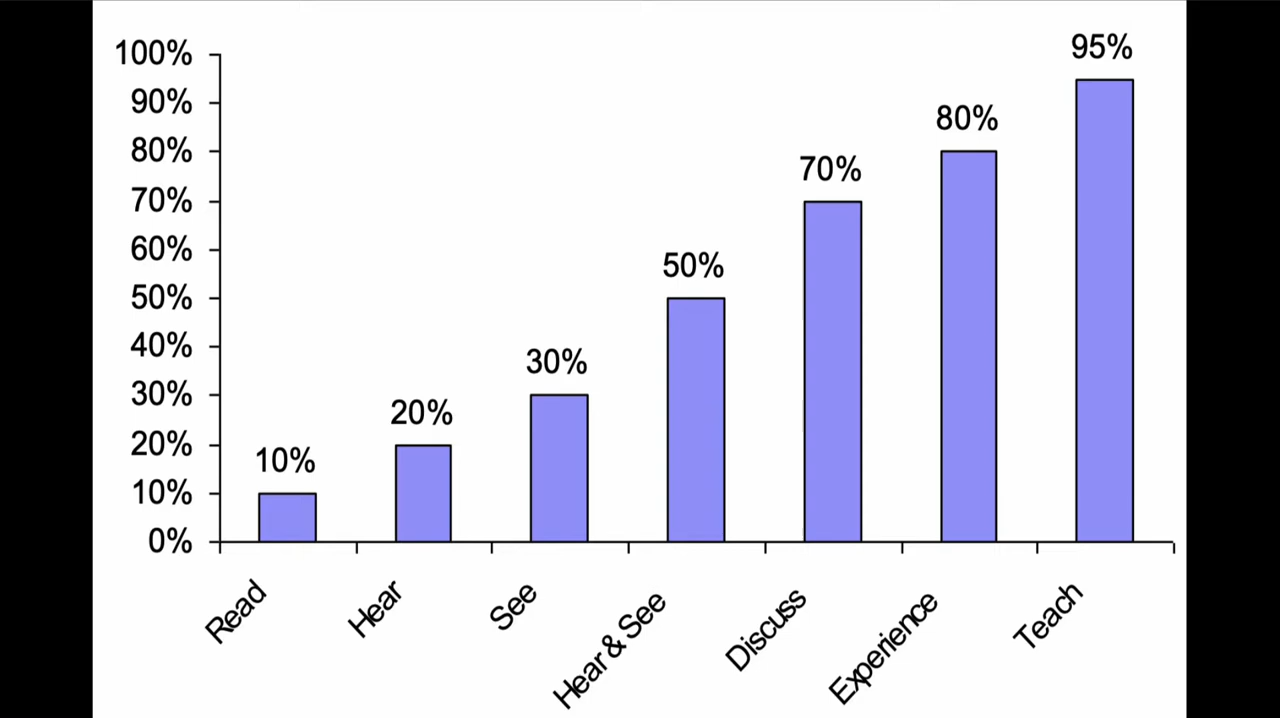 100%
90%
80%
70%
60%
50%
40%
30%
20%
10%
0%
10%
20%
30%
50%
70%
80%
95%
Read
Hear
See
Hear & See
Discuss
Experience
Teach